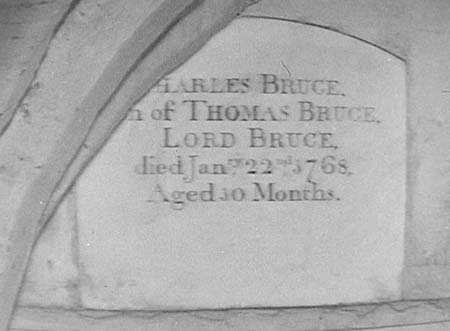 HARLES BRUCE,
n of THOMAS BRUCE,
LORD BRUCE,
died Janry. 22nd. 1768,
Aged 10 Months.